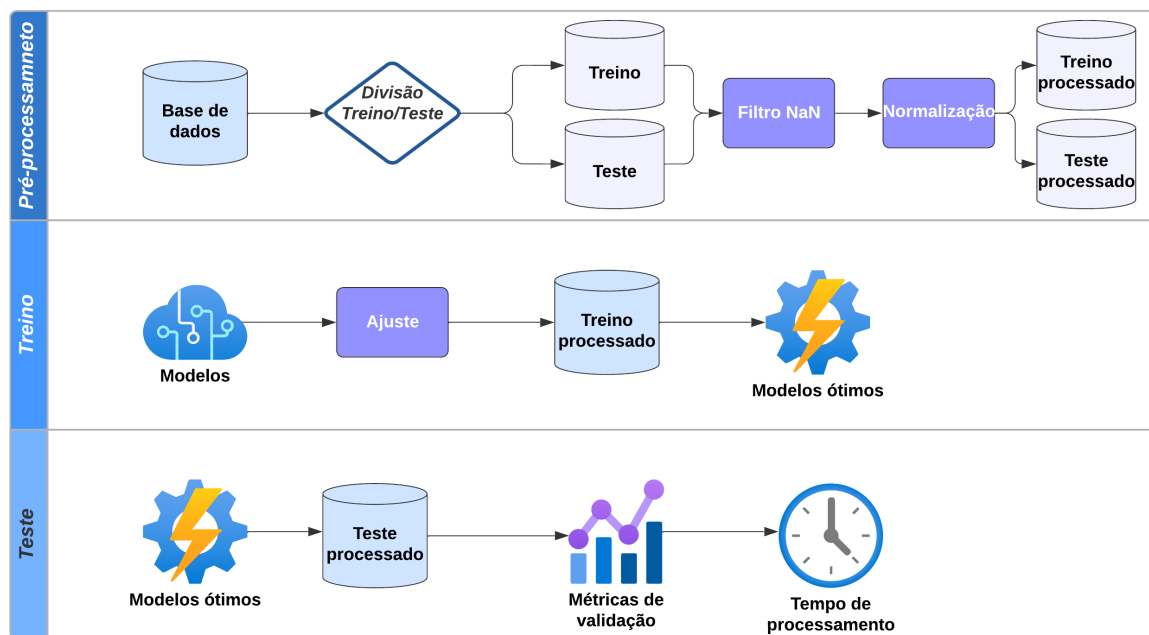 Pré-processamneto
Base de
dados
Divisão
Treino/Teste
Treino
Teste
Filtro NaN
Normalização
Treino
processado
Teste
processado
Treino
Modelos
Ajuste
Treino
processado
Modelos ótimos
Teste
Modelos ótimos
Teste
processado
Métricas de
validação
Tempo de
processamento